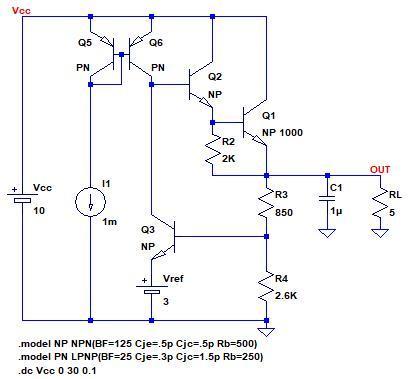 Vcc
Q5
Q6
PN
PN
Q2
NP
Q1
NP 1000
R2
2K
OUT
I1
1m
Vcc
10
R3
850
C1
1µ
RL
5
Q3
NP
Vref
3
R4
2.6K
.model NP NPN(BF=125 Cje=.5p Cjc=.5p Rb=500)
.model PN LPNP(BF=25 Cje=.3p Cjc=1.5p Rb=250)
.dc Vcc 0 30 0.1